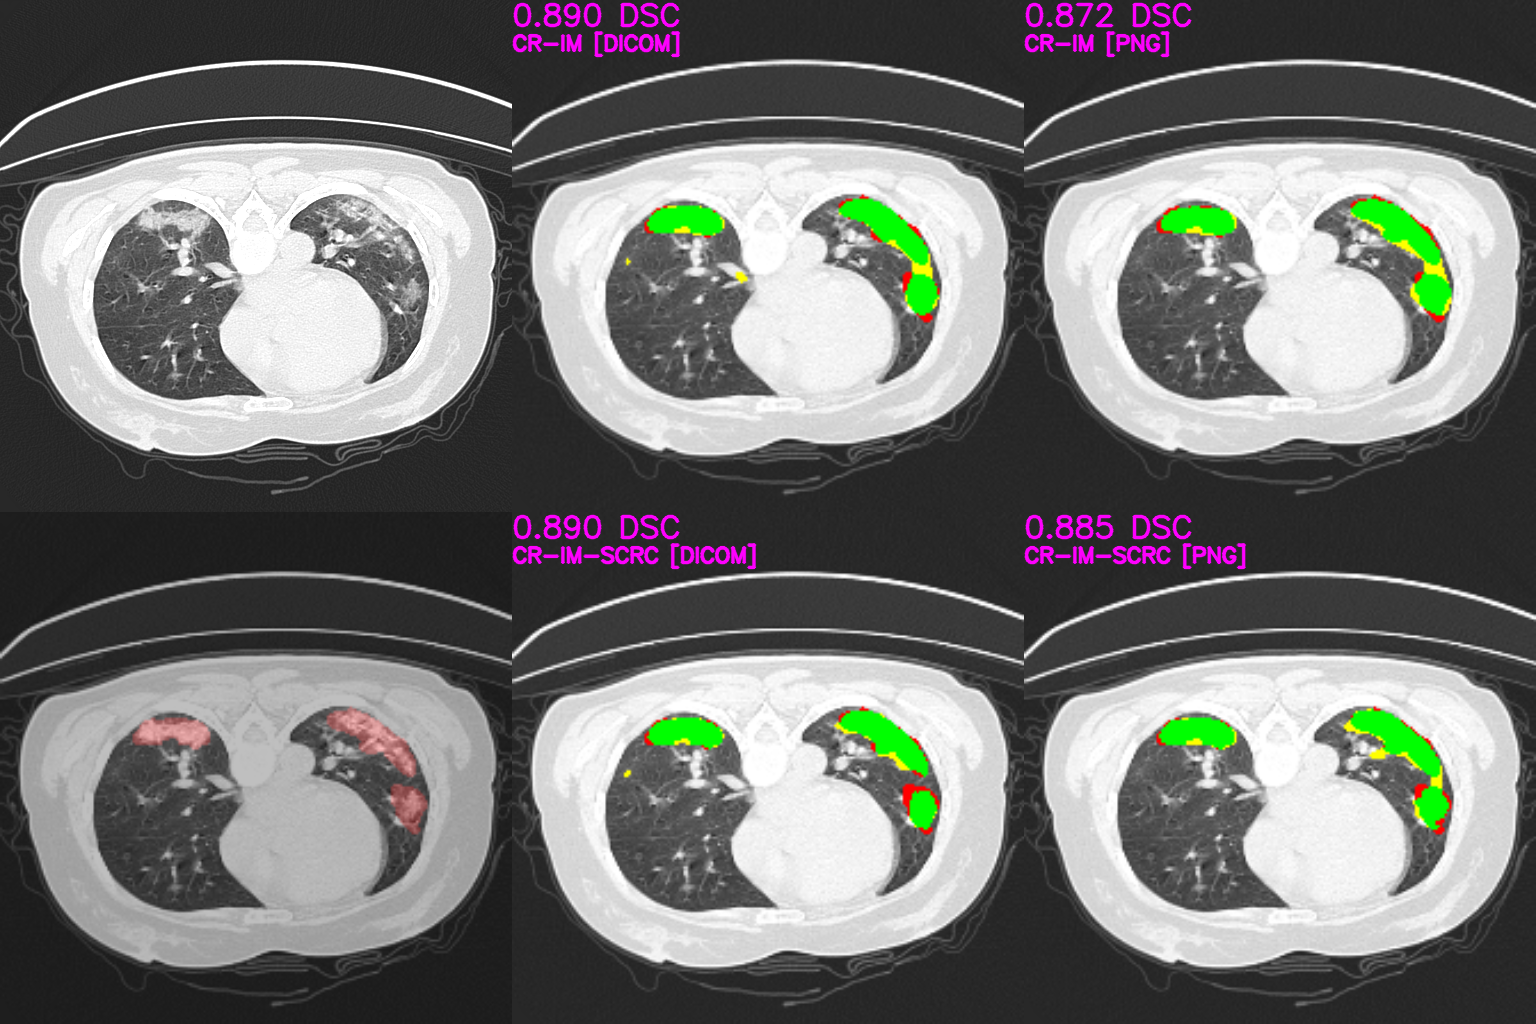 0.890 DSC
CR-IM [DICOM]
0.872 DSC
CR-IM [PNG]
0.890 DSC
CR-IM-SCRC [DICOM]
0.885 DSC
CR-IM-SCRC [PNG]